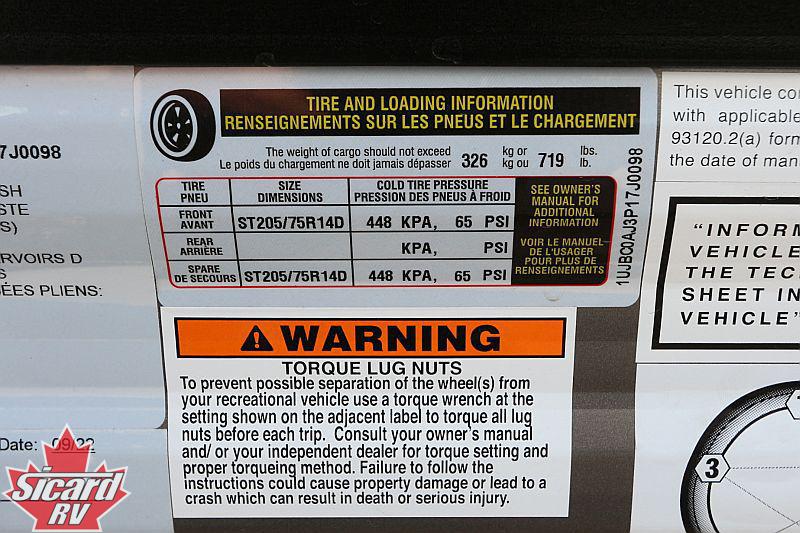 7J0098
SH
STE
S)
RVOIRS D
S
ÉES PLIENS:
Date: 09/22
Sicard
RV
TIRE AND LOADING INFORMATION
RENSEIGNEMENTS SUR LES PNEUS ET LE CHARGEMENT
The weight of cargo should not exceed 326 kg or 719 lbs.
Le poids du chargement ne doit jamais dépasser kg ou lb.
TIRE SIZE COLD TIRE PRESSURE
PNEU DIMENSIONS PRESSION DES PNEUS À FROID
FRONT
AVANT ST205/75R14D 448 KPA, 65 PSI
REAR
ARRIÈRE KPA, PSI
SPARE
DE SECOURS ST205/75R14D 448 KPA, 65 PSI
SEE OWNER'S
MANUAL FOR
ADDITIONAL
INFORMATION
VOIR LE MANUEL
DE L'USAGER
POUR PLUS DE
RENSEIGNEMENTS
1UJBC0AJ3P17J0098
WARNING
TORQUE LUG NUTS
To prevent possible separation of the wheel(s) from
your recreational vehicle use a torque wrench at the
setting shown on the adjacent label to torque all lug
nuts before each trip. Consult your owner's manual
and/ or your independent dealer for torque setting and
proper torqueing method. Failure to follow the
instructions could cause property damage or lead to a
crash which can result in death or serious injury.
This vehicle co
with applicable
93120.2(a) form
the date of man
"INFORM
VEHICLE
THE TEC
SHEET IN
VEHICLE"
1
3